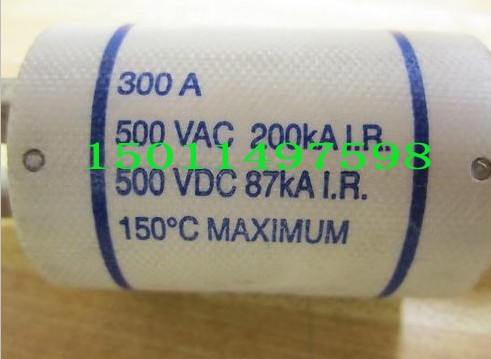 300 A
500 VAC 200kA I.R.
15011497598
500 VDC 87kA I.R.
150°C MAXIMUM